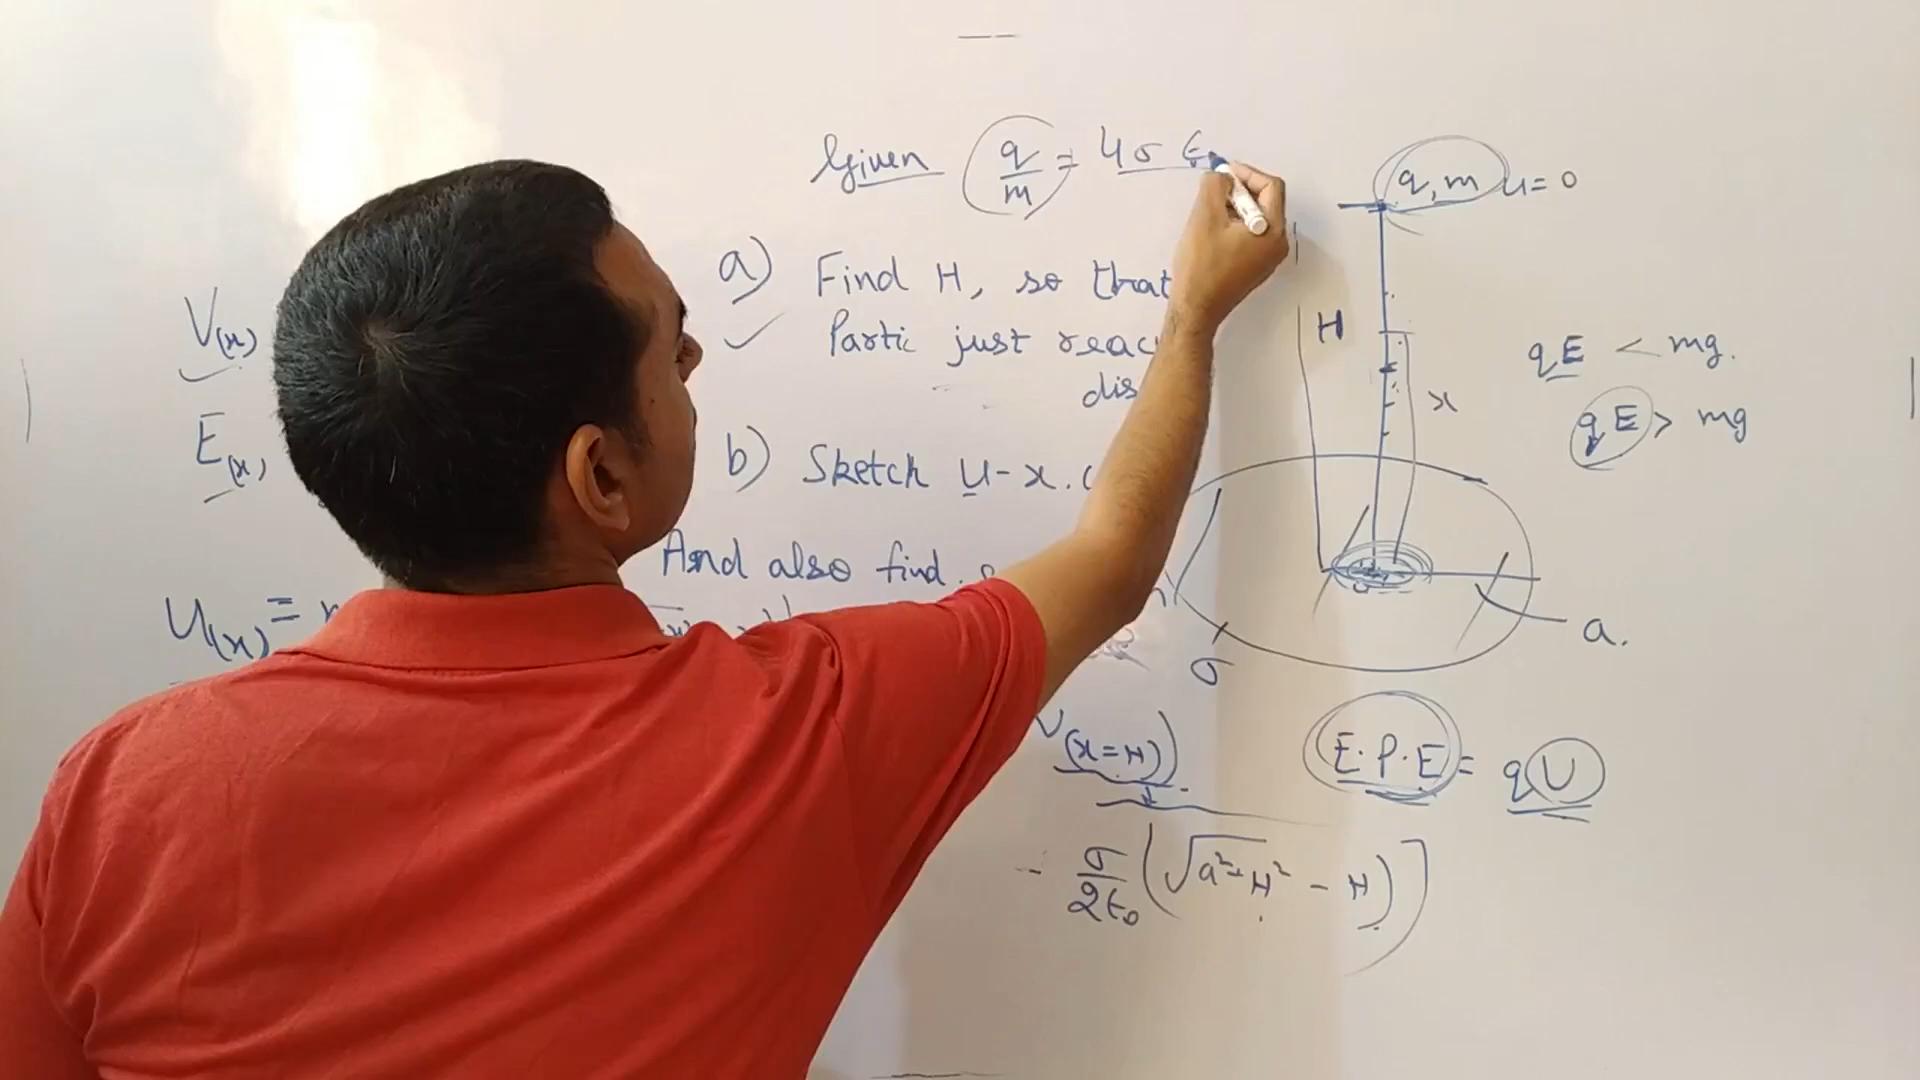 Given q/m = 4σ ε
q, m u = 0
a) Find H, so that
Partic just reac
dis
b) Sketch U-x.
And also find
V(x)
E(x)
U(x) =
H
x
qE < mg.
qE > mg
a.
σ
V(x=H))
E.P.E = qU
- σ/2ε₀ (√a²+H² - H)]